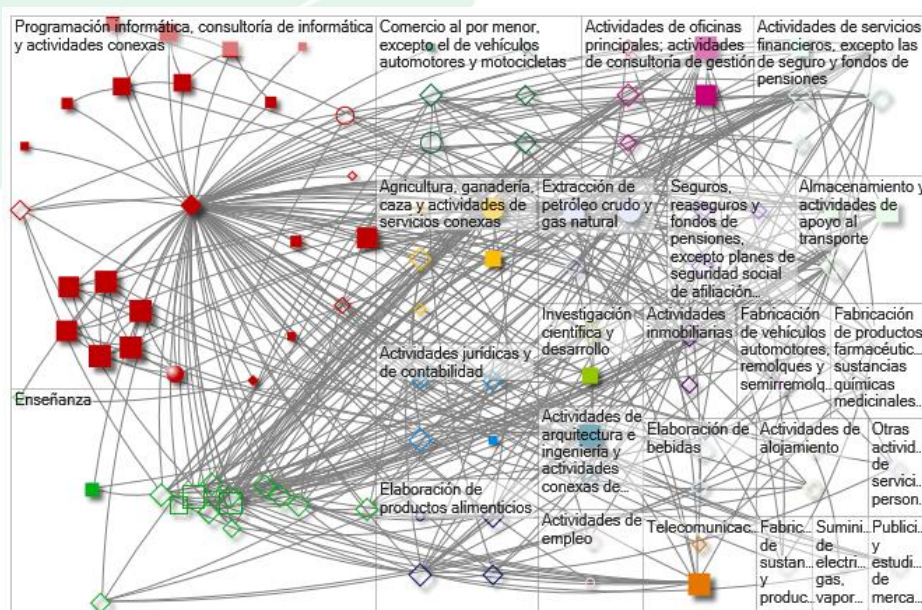 Programación informática, consultoría de informática
y actividades conexas
Comercio al por menor,
excepto el de vehículos
automotores y motocicletas
Actividades de oficinas
principales; actividades
de consultoría de gestión
Actividades de servicios
financieros, excepto las
de seguro y fondos de
pensiones
Agricultura, ganadería,
caza y actividades de
servicios conexas
Extracción de
petróleo crudo y
gas natural
Seguros,
reaseguros y
fondos de
pensiones,
excepto planes de
seguridad social
de afiliación...
Almacenamiento y
actividades de
apoyo al
transporte
Investigación
científica y
desarrollo
Actividades
inmobiliarias
Fabricación
de vehículos
automotores,
remolques y
semirremolq...
Fabricación
de productos
farmacéutic...
sustancias
químicas
medicinales...
Actividades jurídicas y
de contabilidad
Enseñanza
Actividades de
arquitectura e
ingeniería y
actividades
conexas de...
Elaboración de
bebidas
Actividades de
alojamiento
Otras
activid...
de
servici...
person...
Elaboración de
productos alimenticios
Actividades de
empleo
Telecomunicac...
Fabric...
de
sustan...
y
produc...
Sumini...
de
electri...
gas,
vapor...
Publici...
y
estudi...
de
merca...